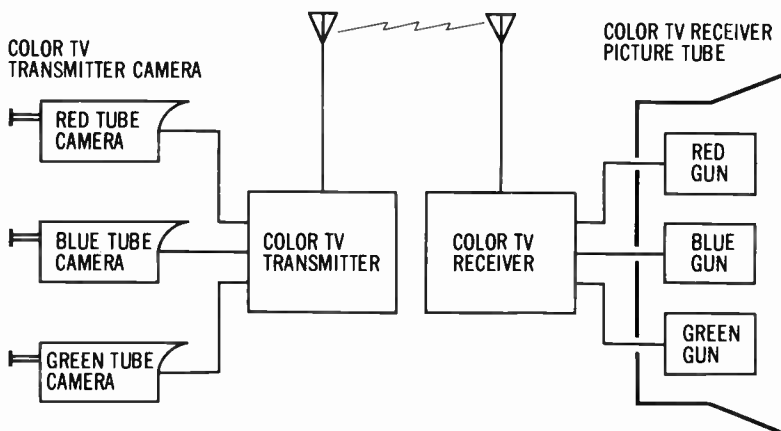 COLOR TV
TRANSMITTER CAMERA
RED TUBE
CAMERA
BLUE TUBE
CAMERA
GREEN TUBE
CAMERA
COLOR TV
TRANSMITTER
COLOR TV
RECEIVER
COLOR TV RECEIVER
PICTURE TUBE
RED
GUN
BLUE
GUN
GREEN
GUN